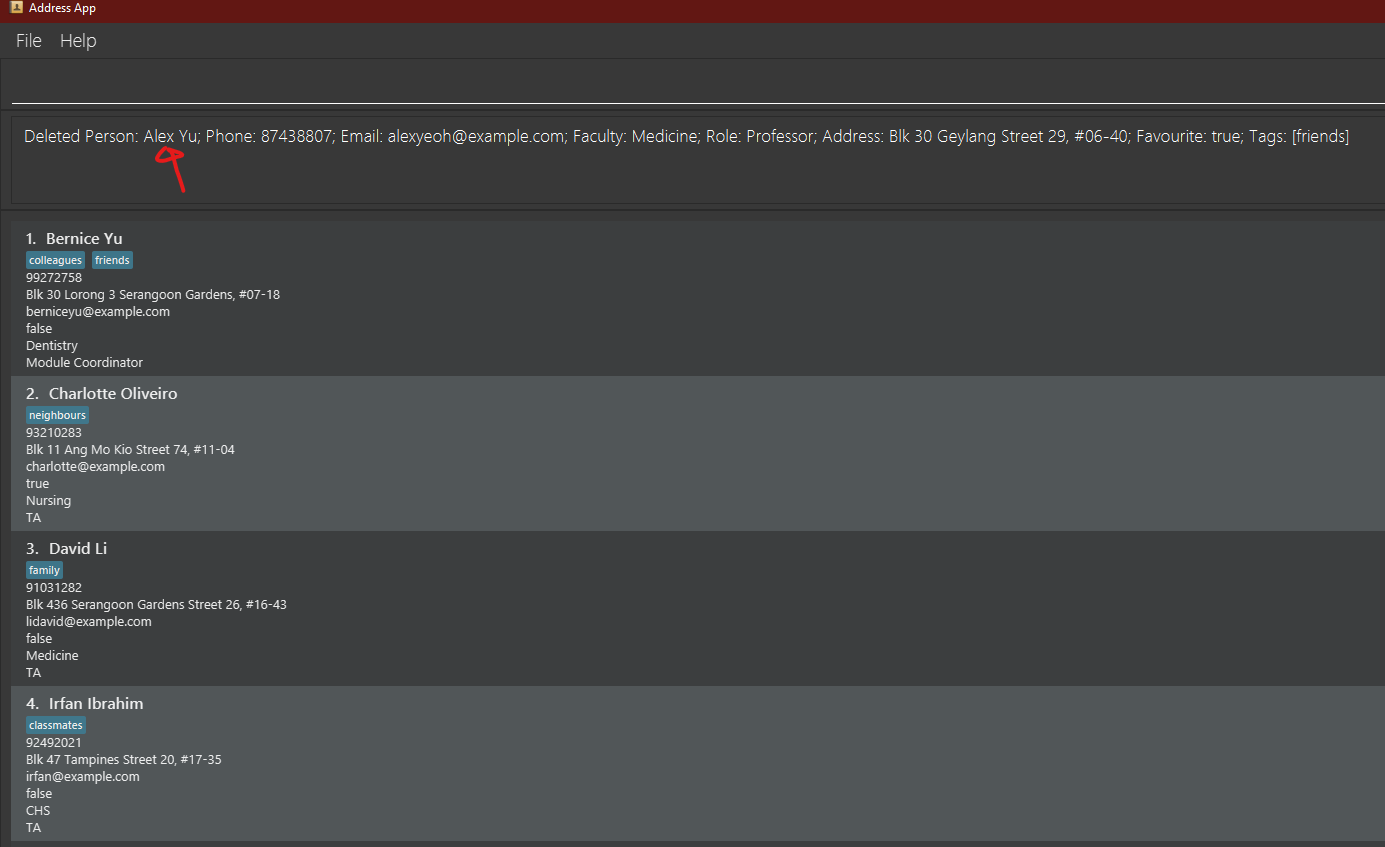 Address App
File Help
Deleted Person: Alex Yu; Phone: 87438807; Email: alexyeoh@example.com; Faculty: Medicine; Role: Professor; Address: Blk 30 Geylang Street 29, #06-40; Favourite: true; Tags: [friends]
1. Bernice Yu
colleagues friends
99272758
Blk 30 Lorong 3 Serangoon Gardens, #07-18
berniceyu@example.com
false
Dentistry
Module Coordinator
2. Charlotte Oliveiro
neighbours
93210283
Blk 11 Ang Mo Kio Street 74, #11-04
charlotte@example.com
true
Nursing
TA
3. David Li
family
91031282
Blk 436 Serangoon Gardens Street 26, #16-43
lidavid@example.com
false
Medicine
TA
4. Irfan Ibrahim
classmates
92492021
Blk 47 Tampines Street 20, #17-35
irfan@example.com
false
CHS
TA